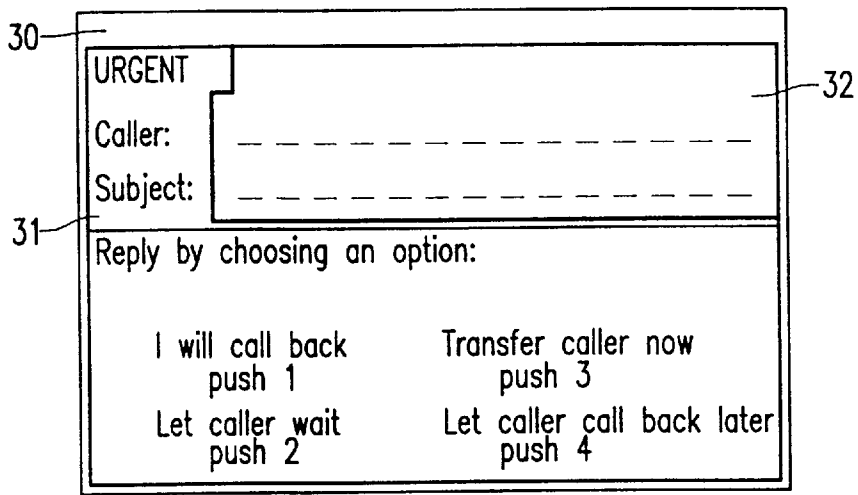 30
URGENT
32
Caller: _ _ _ _ _ _ _ _ _ _ _ _ _ _ _ _
Subject: _ _ _ _ _ _ _ _ _ _ _ _ _ _ _ _
31
Reply by choosing an option:
I will call back Transfer caller now
push 1 push 3
Let caller wait Let caller call back later
push 2 push 4